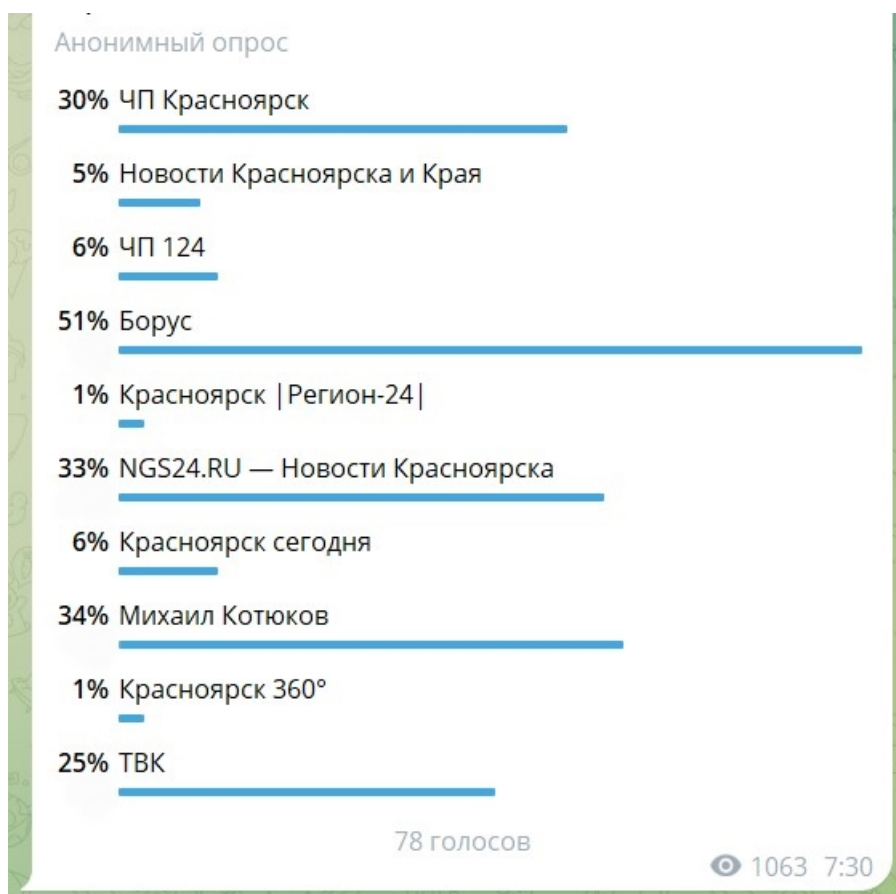 Анонимный опрос
30% ЧП Красноярск
5% Новости Красноярска и Края
6% ЧП 124
51% Борус
1% Красноярск |Регион-24|
33% NGS24.RU — Новости Красноярска
6% Красноярск сегодня
34% Михаил Котюков
1% Красноярск 360°
25% ТВК
78 голосов
1063 7:30